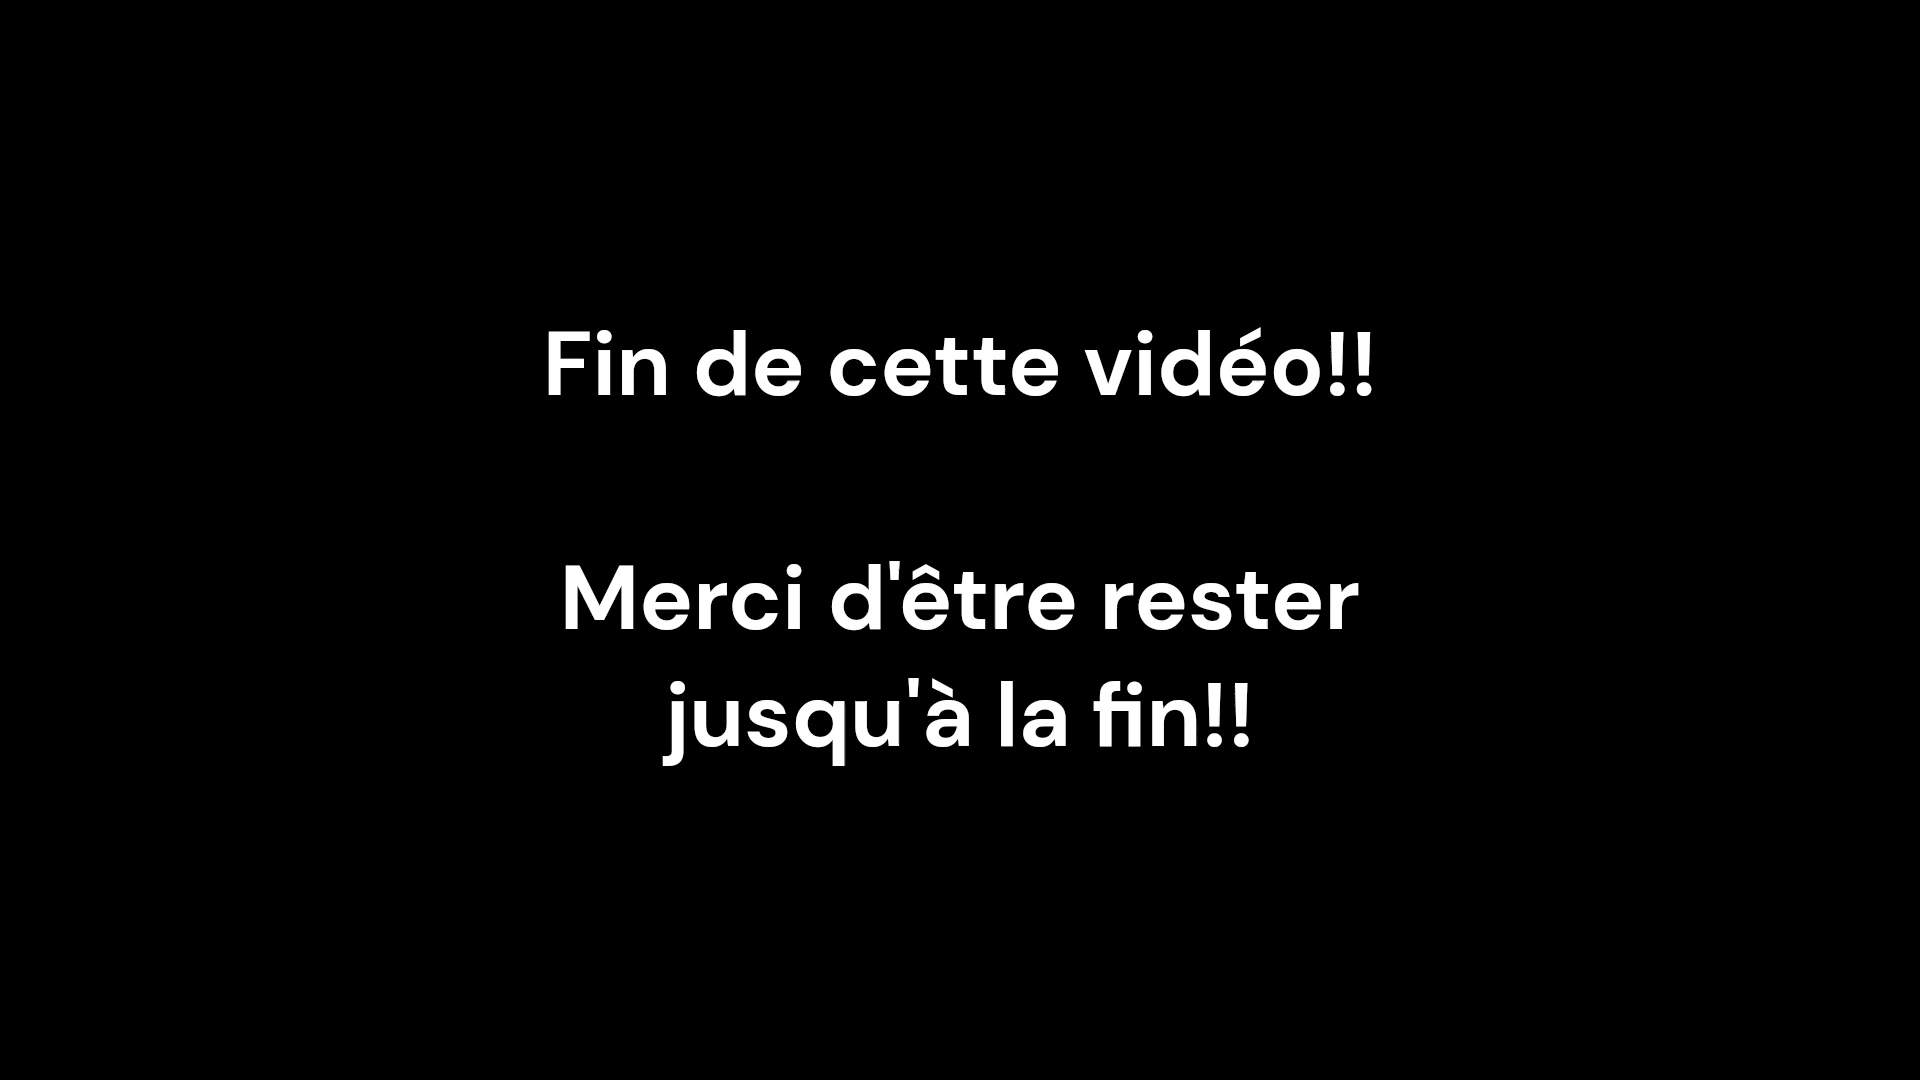 Fin de cette vidéo!!
Merci d'être rester
jusqu'à la fin!!